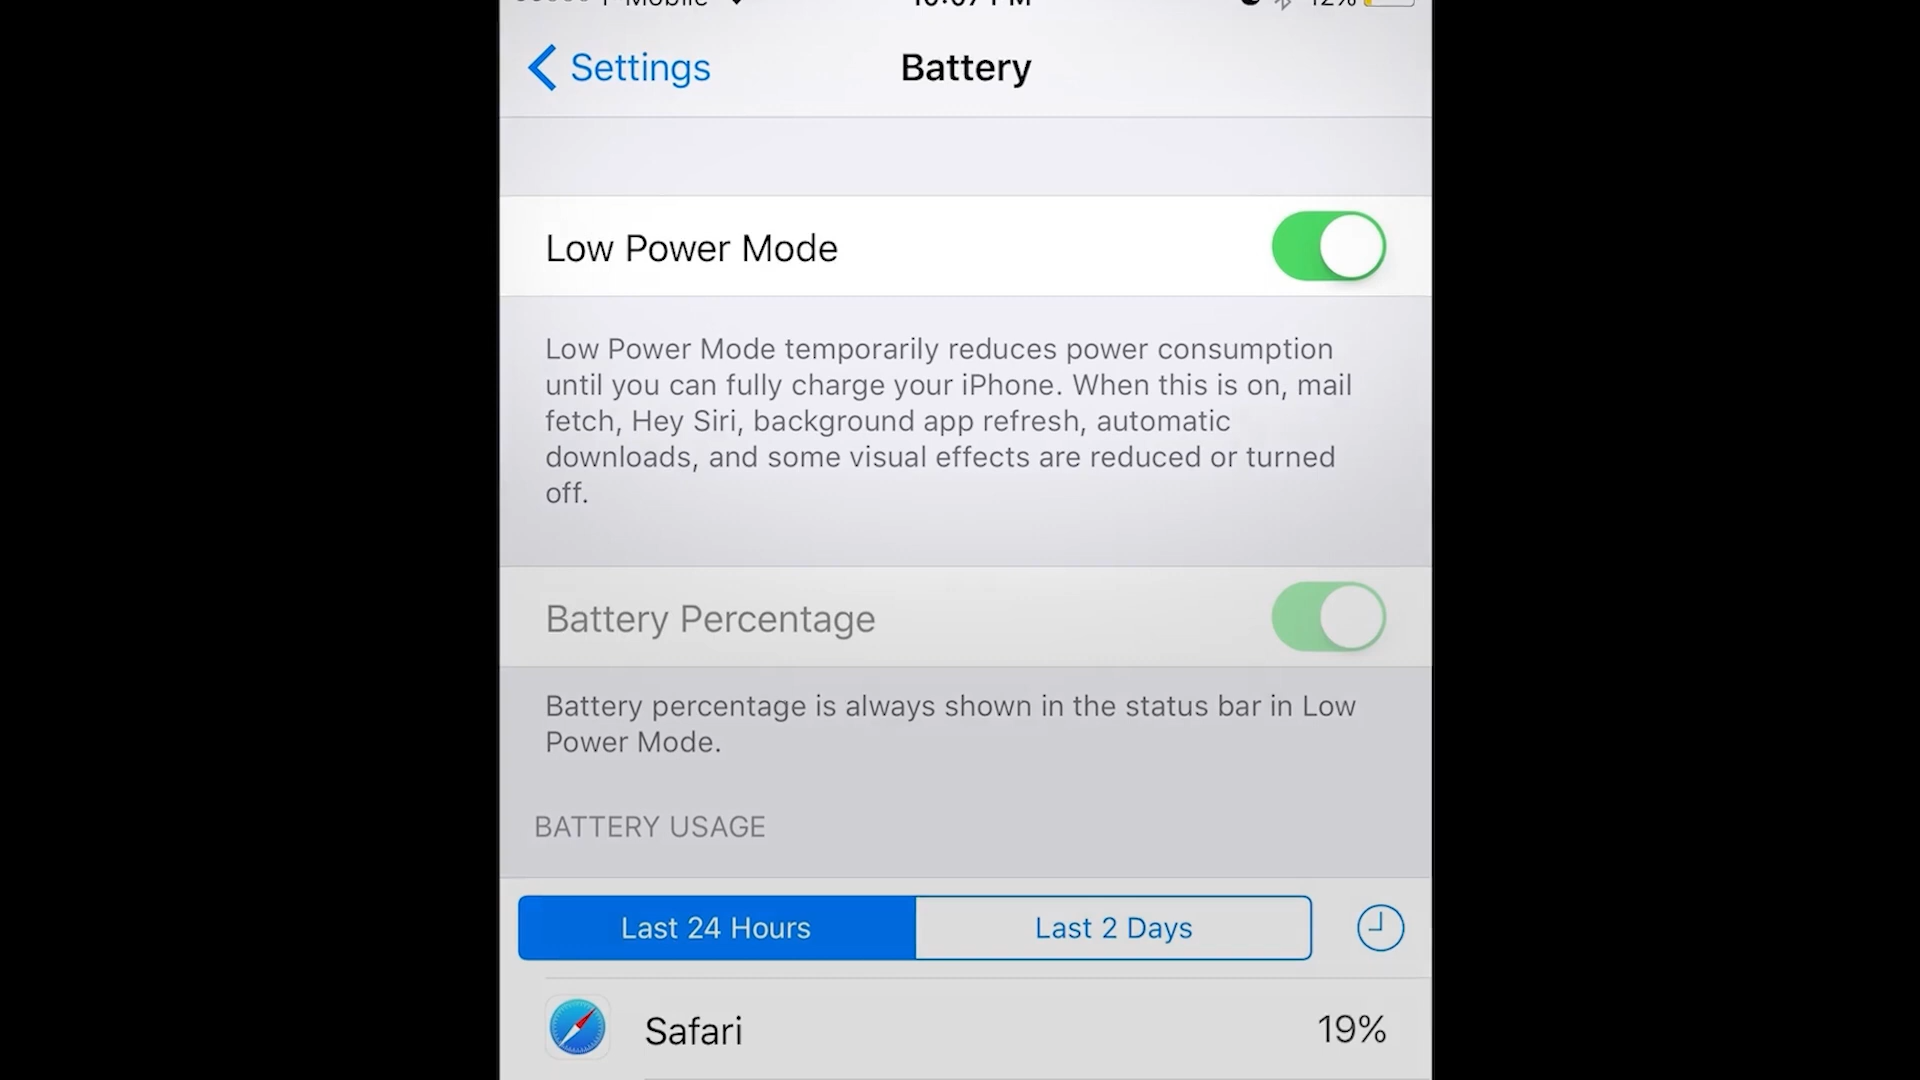 Settings
Battery
Low Power Mode
Low Power Mode temporarily reduces power consumption
until you can fully charge your iPhone. When this is on, mail
fetch, Hey Siri, background app refresh, automatic
downloads, and some visual effects are reduced or turned
off.
Battery Percentage
Battery percentage is always shown in the status bar in Low
Power Mode.
BATTERY USAGE
Last 24 Hours
Last 2 Days
Safari
19%